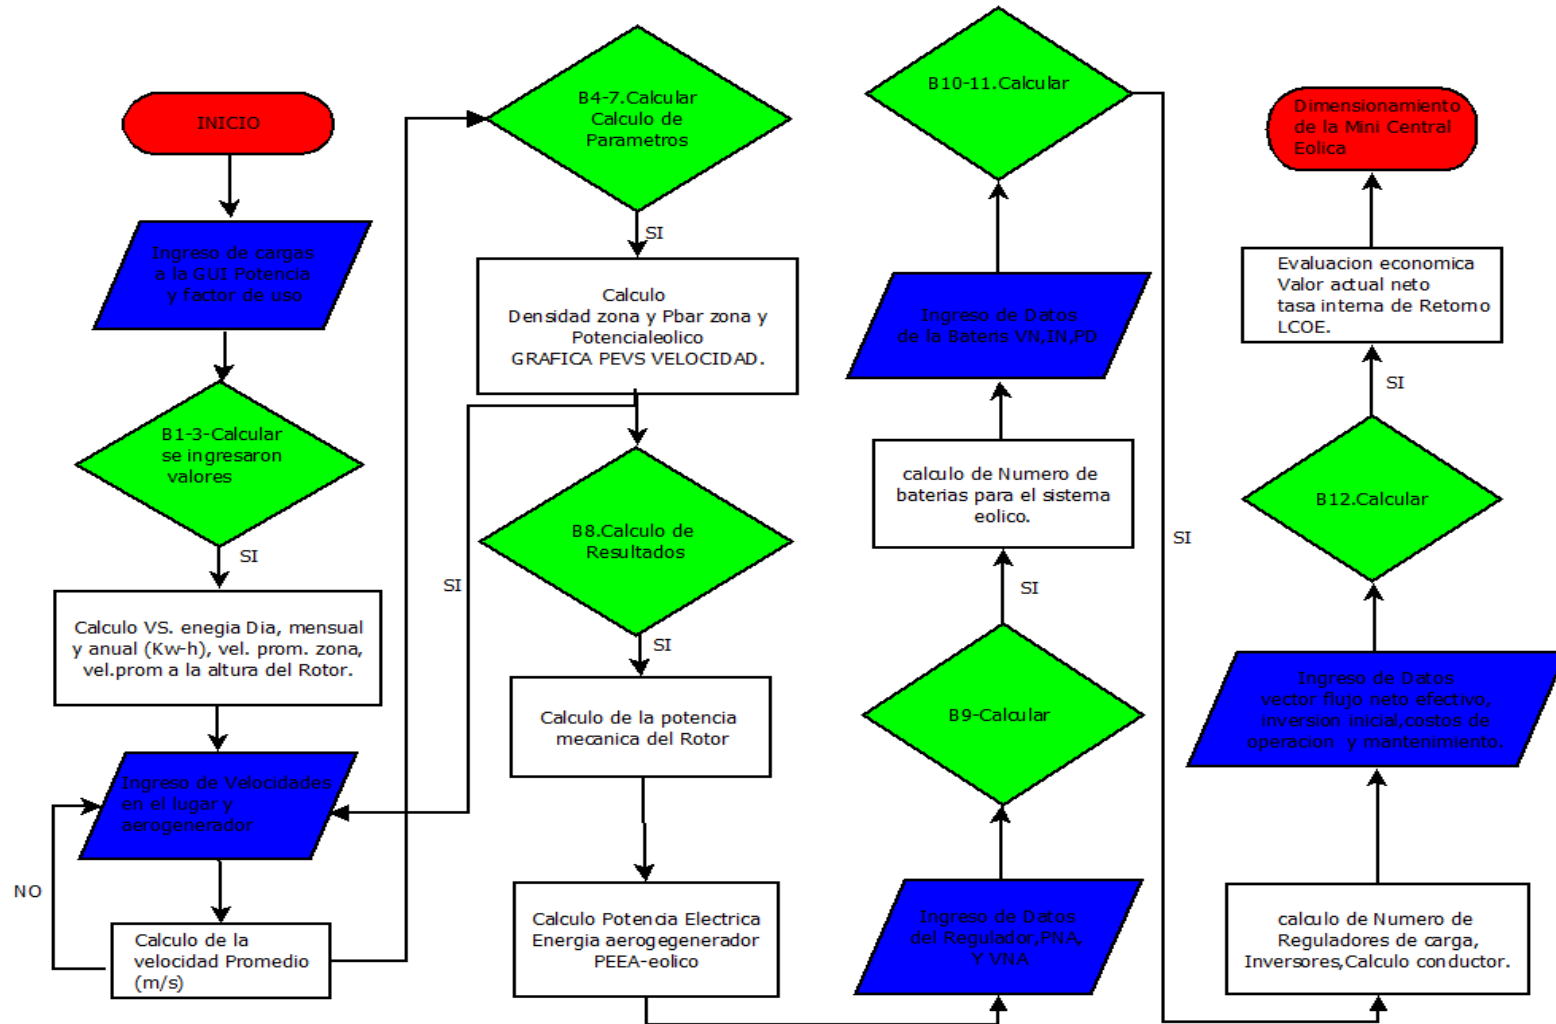 INICIO
Ingreso de cargas
a la GUI Potencia
y factor de uso
B1-3-Calcular
se ingresaron
valores
SI
Calculo VS. enegia Dia, mensual
y anual (Kw-h), vel. prom. zona,
vel.prom a la altura del Rotor.
Ingreso de Velocidades
en el lugar y
aerogenerador
NO
Calculo de la
velocidad Promedio
(m/s)
B4-7.Calcular
Calculo de
Parametros
SI
Calculo
Densidad zona y Pbar zona y
Potencialeolico
GRAFICA PEVS VELOCIDAD.
SI
B8.Calculo de
Resultados
SI
Calculo de la potencia
mecanica del Rotor
Calculo Potencia Electrica
Energia aerogegenerador
PEEA-eolico
Ingreso de Datos
del Regulador,PNA,
Y VNA
B9-Calcular
SI
calculo de Numero de
baterias para el sistema
eolico.
Ingreso de Datos
de la Bateris VN,IN,PD
B10-11.Calcular
SI
calculo de Numero de
Reguladores de carga,
Inversores,Calculo conductor.
Ingreso de Datos
vector flujo neto efectivo,
inversion inicial,costos de
operacion y mantenimiento.
B12.Calcular
SI
Evaluacion economica
Valor actual neto
tasa interna de Retorno
LCOE.
Dimensionamiento
de la Mini Central
Eolica